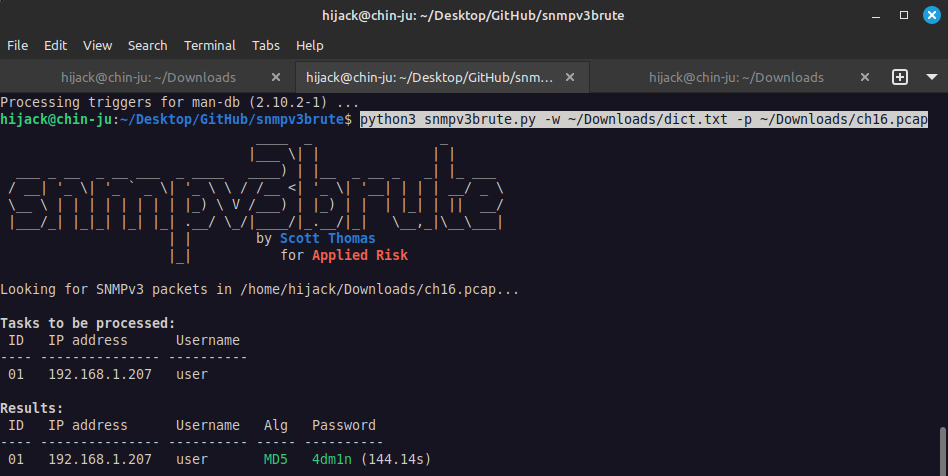 hijack@chin-ju: ~/Desktop/GitHub/snmpv3brute
File Edit View Search Terminal Tabs Help
hijack@chin-ju: ~/Downloads × hijack@chin-ju: ~/Desktop/GitHub/snm... × hijack@chin-ju: ~/Downloads ×
Processing triggers for man-db (2.10.2-1) ...
hijack@chin-ju:~/Desktop/GitHub/snmpv3brute$ python3 snmpv3brute.py -w ~/Downloads/dict.txt -p ~/Downloads/ch16.pcap
snmpv3brute
by Scott Thomas
for Applied Risk
Looking for SNMPv3 packets in /home/hijack/Downloads/ch16.pcap...
Tasks to be processed:
ID IP address Username
---- --------------- ----------
01 192.168.1.207 user
Results:
ID IP address Username Alg Password
---- --------------- ---------- ----- ----------
01 192.168.1.207 user MD5 4dm1n (144.14s)